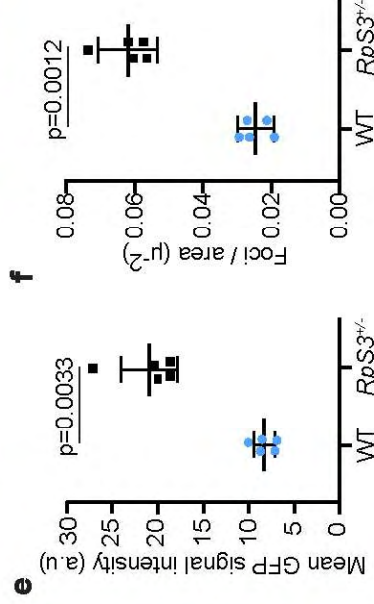 e
Mean GFP signal intensity (a.u)
30
25
20
15
10
5
0
p=0.0033
WT
RpS3+/-
f
Foci / area (μ-2)
0.08
0.06
0.04
0.02
0.00
p=0.0012
WT
RpS3+/-